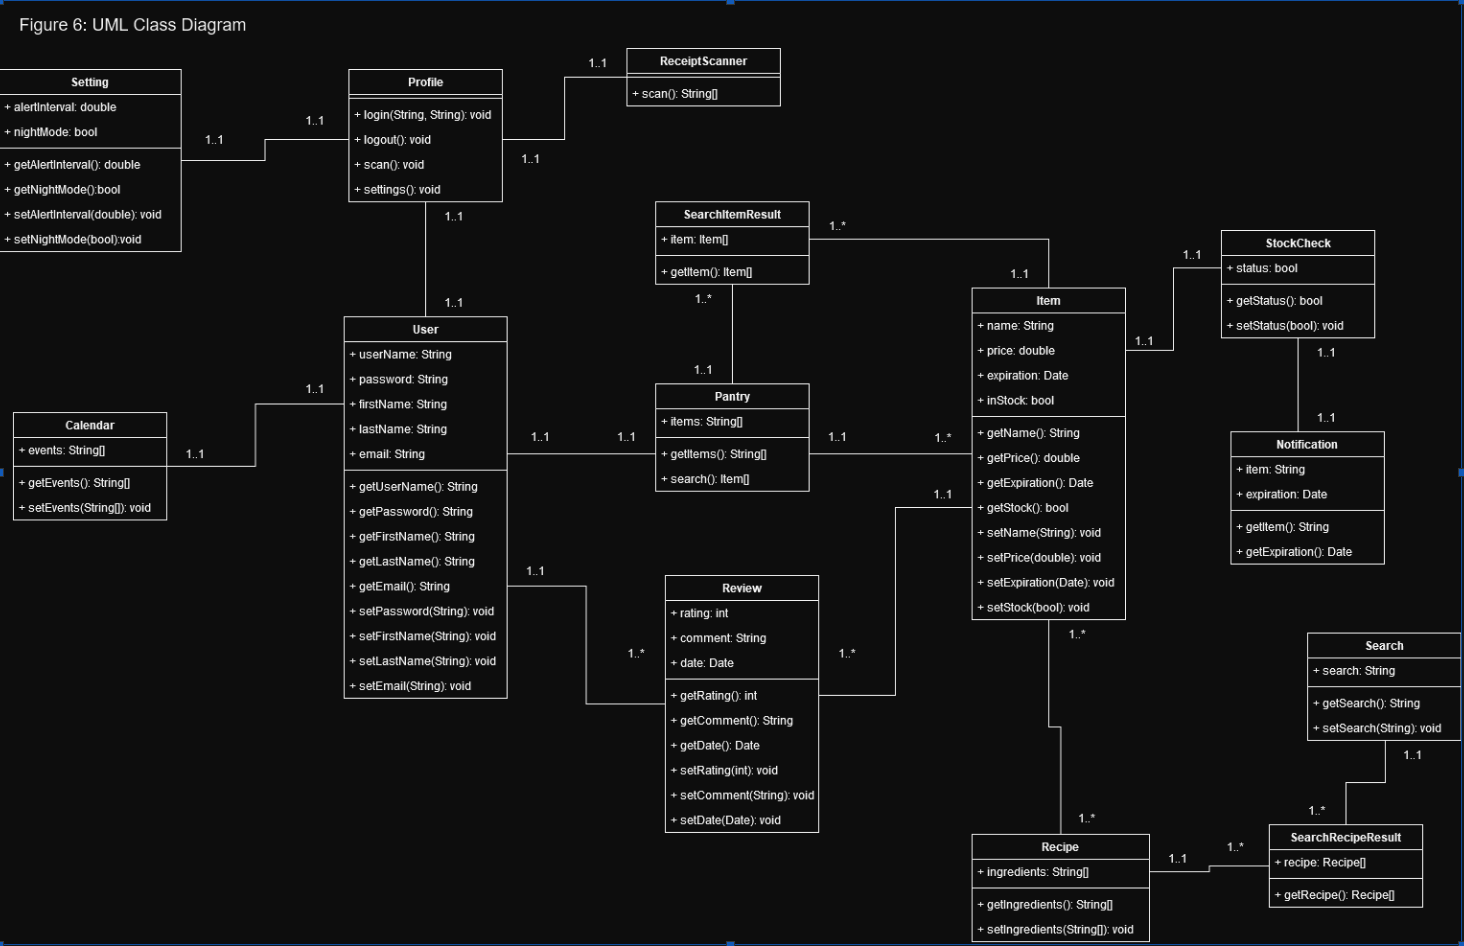 Figure 6: UML Class Diagram
Setting
+ alertInterval: double
+ nightMode: bool
+ getAlertInterval(): double
+ getNightMode():bool
+ setAlertInterval(double): void
+ setNightMode(bool):void
1..1
1..1
Profile
+ login(String, String): void
+ logout(): void
+ scan(): void
+ settings(): void
1..1
1..1
ReceiptScanner
+ scan(): String[]
1..1
1..1
User
+ userName: String
+ password: String
+ firstName: String
+ lastName: String
+ email: String
+ getUserName(): String
+ getPassword(): String
+ getFirstName(): String
+ getLastName(): String
+ getEmail(): String
+ setPassword(String): void
+ setFirstName(String): void
+ setLastName(String): void
+ setEmail(String): void
1..1
1..1
Calendar
+ events: String[]
+ getEvents(): String[]
+ setEvents(String[]): void
SearchItemResult
+ item: Item[]
+ getItem(): Item[]
1..*
1..1
1..*
1..1
Pantry
+ items: String[]
+ getItems(): String[]
+ search(): Item[]
1..1
1..1
1..1
1..*
Item
+ name: String
+ price: double
+ expiration: Date
+ inStock: bool
+ getName(): String
+ getPrice(): double
+ getExpiration(): Date
+ getStock(): bool
+ setName(String): void
+ setPrice(double): void
+ setExpiration(Date): void
+ setStock(bool): void
1..1
1..1
StockCheck
+ status: bool
+ getStatus(): bool
+ setStatus(bool): void
1..1
1..1
Notification
+ item: String
+ expiration: Date
+ getItem(): String
+ getExpiration(): Date
1..1
1..*
Review
+ rating: int
+ comment: String
+ date: Date
+ getRating(): int
+ getComment(): String
+ getDate(): Date
+ setRating(int): void
+ setComment(String): void
+ setDate(Date): void
1..*
1..1
1..*
1..*
Recipe
+ ingredients: String[]
+ getIngredients(): String[]
+ setIngredients(String[]): void
1..1
1..*
Search
+ search: String
+ getSearch(): String
+ setSearch(String): void
1..1
1..*
SearchRecipeResult
+ recipe: Recipe[]
+ getRecipe(): Recipe[]